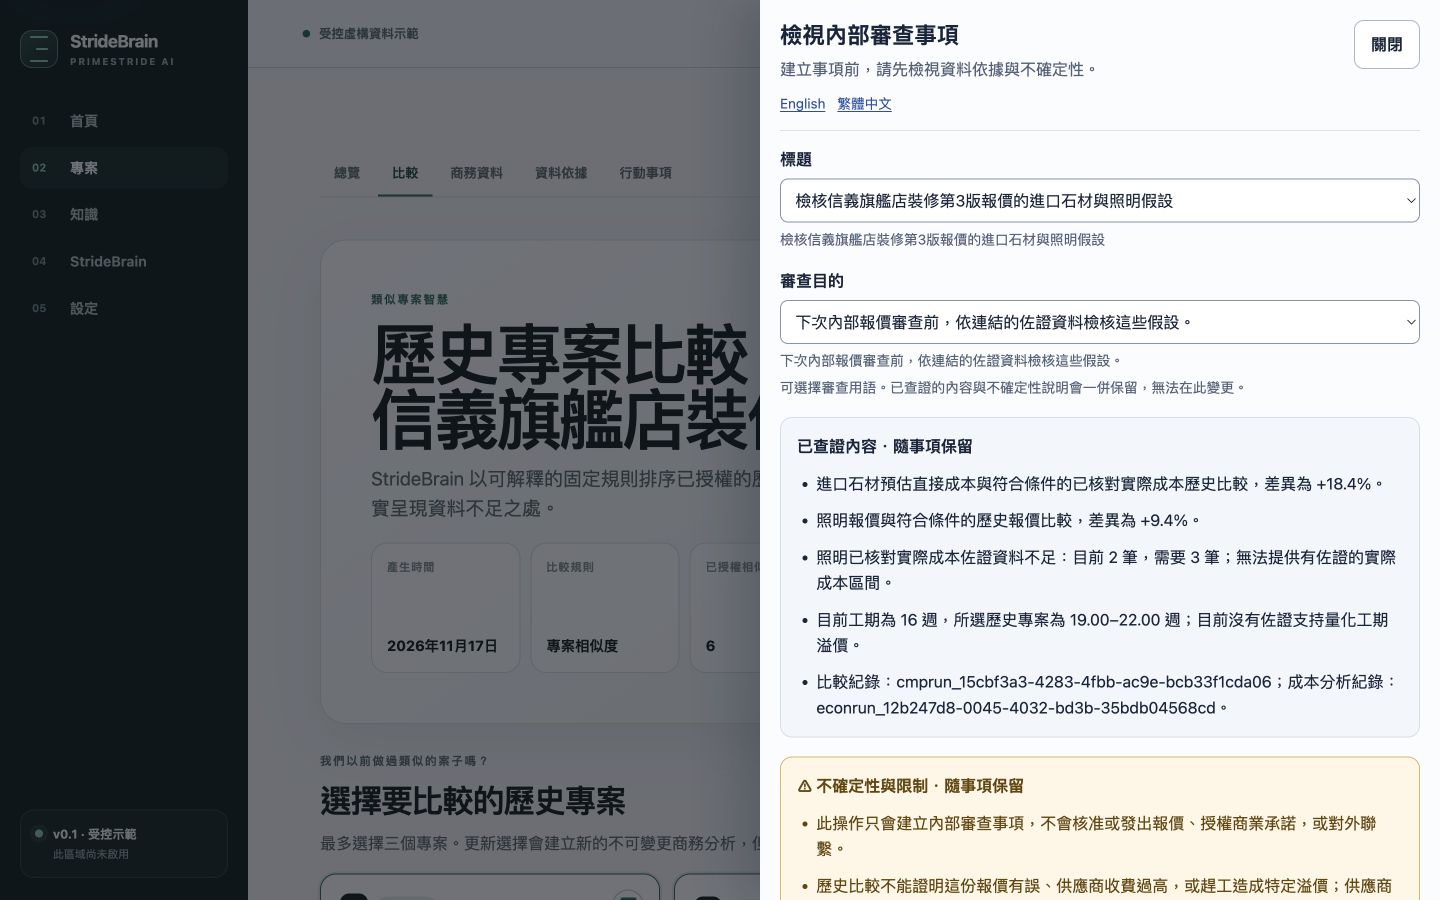 StrideBrain
PRIMESTRIDE AI
01 首頁
02 專案
03 知識
04 StrideBrain
05 設定
v0.1 · 受控示範
此區域尚未啟用
受控虛構資料示範
總覽 比較 商務資料 資料依據 行動事項
類似專案智慧
歷史專案比較
信義旗艦店裝
StrideBrain 以可解釋的固定規則排序已授權的
實呈現資料不足之處。
產生時間
2026年11月17日
比較規則
專案相似度
已授權相
6
我們以前做過類似的案子嗎？
選擇要比較的歷史專案
最多選擇三個專案。更新選擇會建立新的不可變更商務分析，
檢視內部審查事項
建立事項前，請先檢視資料依據與不確定性。
關閉
English 繁體中文
標題
檢核信義旗艦店裝修第3版報價的進口石材與照明假設
檢核信義旗艦店裝修第3版報價的進口石材與照明假設
審查目的
下次內部報價審查前，依連結的佐證資料檢核這些假設。
下次內部報價審查前，依連結的佐證資料檢核這些假設。
可選擇審查用語。已查證的內容與不確定性說明會一併保留，無法在此變更。
已查證內容 · 隨事項保留
• 進口石材預估直接成本與符合條件的已核對實際成本歷史比較，差異為 +18.4%。
• 照明報價與符合條件的歷史報價比較，差異為 +9.4%。
• 照明已核對實際成本佐證資料不足：目前 2 筆，需要 3 筆；無法提供有佐證的實際
成本區間。
• 目前工期為 16 週，所選歷史專案為 19.00–22.00 週；目前沒有佐證支持量化工期
溢價。
• 比較紀錄：cmprun_15cbf3a3-4283-4fbb-ac9e-bcb33f1cda06；成本分析紀錄：
econrun_12b247d8-0045-4032-bd3b-35bdb04568cd。
⚠ 不確定性與限制 · 隨事項保留
• 此操作只會建立內部審查事項，不會核准或發出報價、授權商業承諾，或對外聯
繫。
• 歷史比較不能證明這份報價有誤、供應商收費過高，或趕工造成特定溢價；供應商